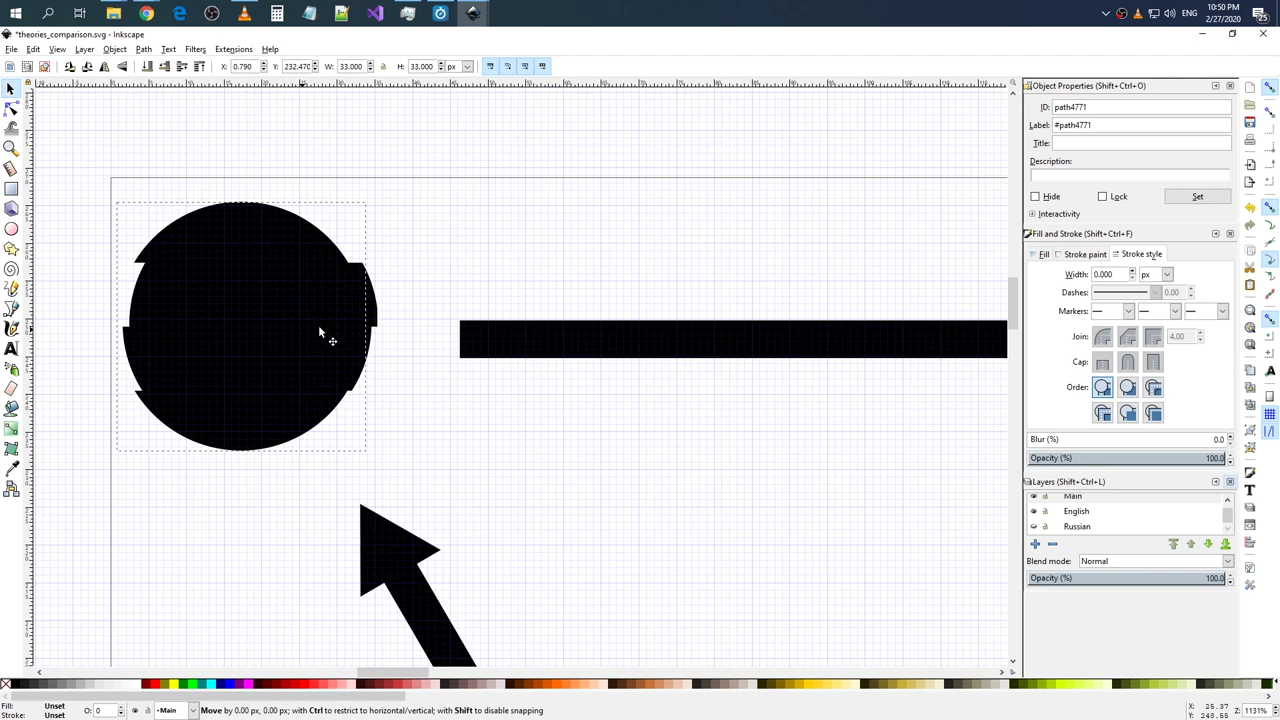 10:50 PM
ENG
2/27/2020
25
*theories_comparison.svg - Inkscape
File Edit View Layer Object Path Text Filters Extensions Help
X: 0.790 Y: 232.470 W: 33.000 H: 33.000 px
Object Properties (Shift+Ctrl+O)
ID: path4771
Label: #path4771
Title:
Description:
Hide Lock Set
Interactivity
Fill and Stroke (Shift+Ctrl+F)
Fill Stroke paint Stroke style
Width: 0.000 px
Dashes: 0.00
Markers:
Join: 4.00
Cap:
Order:
Blur (%) 0.0
Opacity (%) 100.0
Layers (Shift+Ctrl+L)
Main
English
Russian
Blend mode: Normal
Opacity (%) 100.0
Fill: Unset
Stroke: Unset
O: 0
Main
Move by 0.00 px, 0.00 px; with Ctrl to restrict to horizontal/vertical; with Shift to disable snapping
X: 25.37
Y: 248.55
Z: 1131%